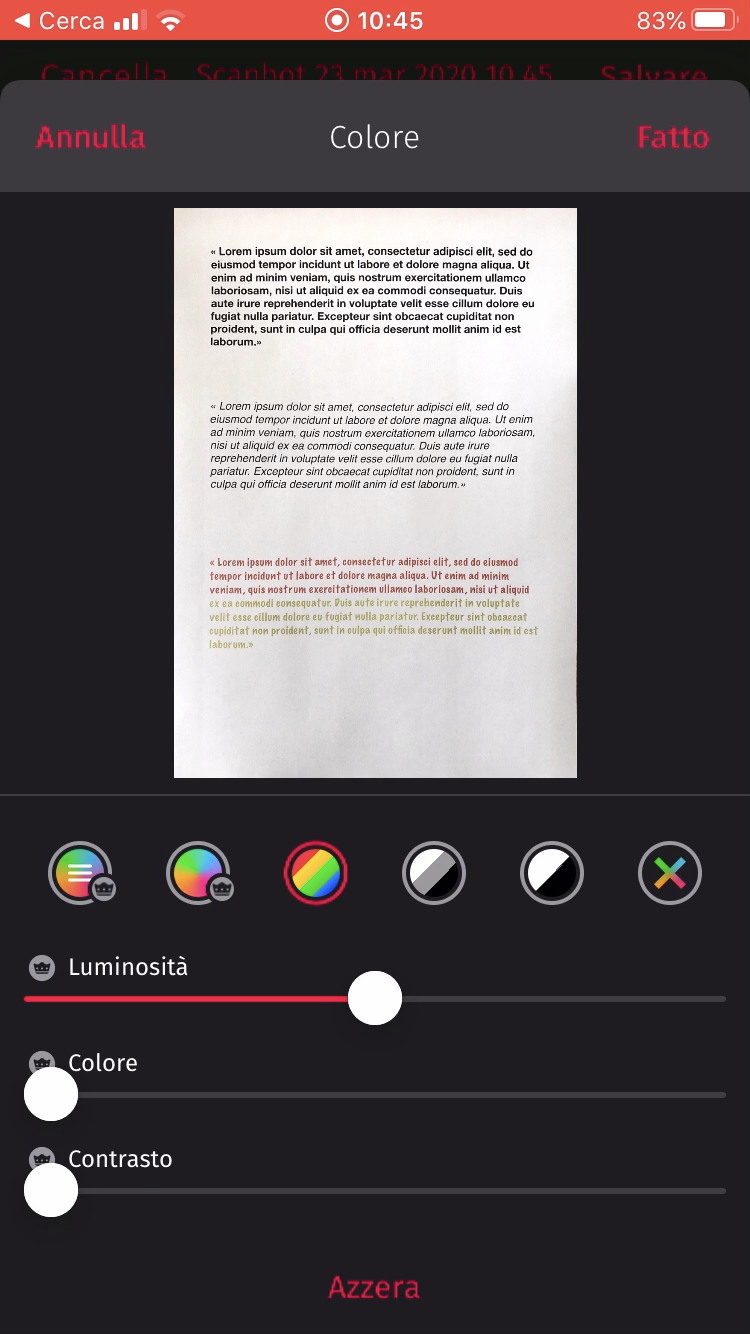 Cerca 10:45 83%
Cancella Scanbot 23 mar 2020 10.45 Salvare
Annulla Colore Fatto
« Lorem ipsum dolor sit amet, consectetur adipisci elit, sed do
eiusmod tempor incidunt ut labore et dolore magna aliqua. Ut
enim ad minim veniam, quis nostrum exercitationem ullamco
laboriosam, nisi ut aliquid ex ea commodi consequatur. Duis
aute irure reprehenderit in voluptate velit esse cillum dolore eu
fugiat nulla pariatur. Excepteur sint obcaecat cupiditat non
proident, sunt in culpa qui officia deserunt mollit anim id est
laborum.»
« Lorem ipsum dolor sit amet, consectetur adipisci elit, sed do
eiusmod tempor incidunt ut labore et dolore magna aliqua. Ut enim
ad minim veniam, quis nostrum exercitationem ullamco laboriosam,
nisi ut aliquid ex ea commodi consequatur. Duis aute irure
reprehenderit in voluptate velit esse cillum dolore eu fugiat nulla
pariatur. Excepteur sint obcaecat cupiditat non proident, sunt in
culpa qui officia deserunt mollit anim id est laborum.»
« Lorem ipsum dolor sit amet, consectetur adipisci elit, sed do eiusmod
tempor incidunt ut labore et dolore magna aliqua. Ut enim ad minim
veniam, quis nostrum exercitationem ullamco laboriosam, nisi ut aliquid
ex ea commodi consequatur. Duis aute irure reprehenderit in voluptate
velit esse cillum dolore eu fugiat nulla pariatur. Excepteur sint obcaecat
cupiditat non proident, sunt in culpa qui officia deserunt mollit anim id est
laborum.»
Luminosità
Colore
Contrasto
Azzera